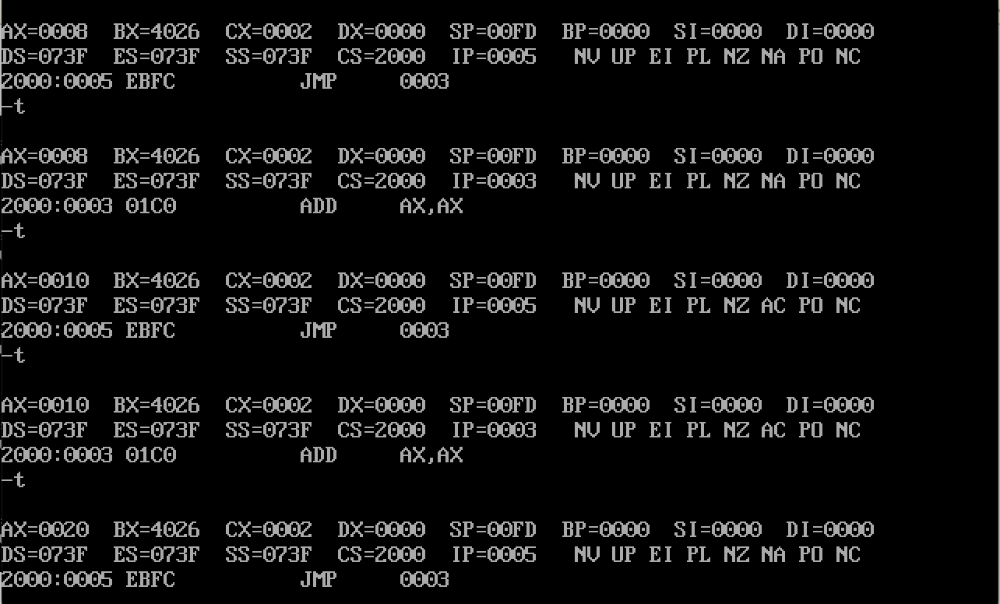 AX=0008  BX=4026  CX=0002  DX=0000  SP=00FD  BP=0000  SI=0000  DI=0000
DS=073F  ES=073F  SS=073F  CS=2000  IP=0005   NV UP EI PL NZ NA PO NC
2000:0005 EBFC          JMP     0003
-t
AX=0008  BX=4026  CX=0002  DX=0000  SP=00FD  BP=0000  SI=0000  DI=0000
DS=073F  ES=073F  SS=073F  CS=2000  IP=0003   NV UP EI PL NZ NA PO NC
2000:0003 01C0          ADD     AX,AX
-t
AX=0010  BX=4026  CX=0002  DX=0000  SP=00FD  BP=0000  SI=0000  DI=0000
DS=073F  ES=073F  SS=073F  CS=2000  IP=0005   NV UP EI PL NZ AC PO NC
2000:0005 EBFC          JMP     0003
-t
AX=0010  BX=4026  CX=0002  DX=0000  SP=00FD  BP=0000  SI=0000  DI=0000
DS=073F  ES=073F  SS=073F  CS=2000  IP=0003   NV UP EI PL NZ AC PO NC
2000:0003 01C0          ADD     AX,AX
-t
AX=0020  BX=4026  CX=0002  DX=0000  SP=00FD  BP=0000  SI=0000  DI=0000
DS=073F  ES=073F  SS=073F  CS=2000  IP=0005   NV UP EI PL NZ NA PO NC
2000:0005 EBFC          JMP     0003